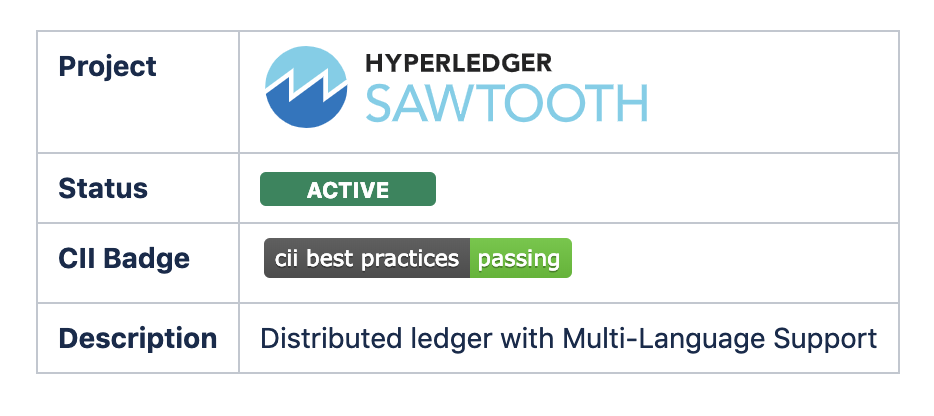 Project
HYPERLEDGER
SAWTOOTH
Status
ACTIVE
CII Badge
cii best practices passing
Description
Distributed ledger with Multi-Language Support